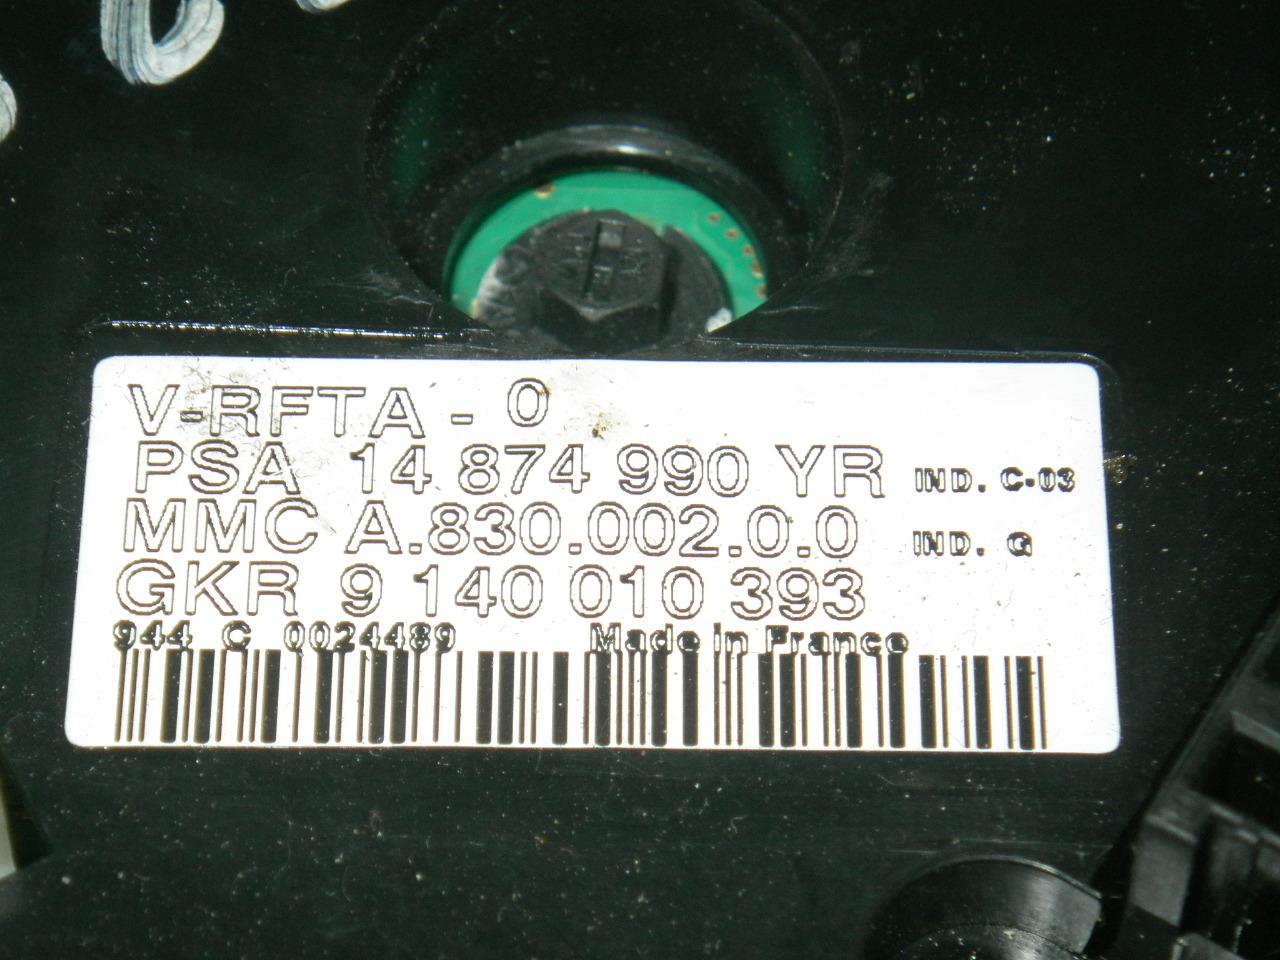 V-RFTA - 0
PSA 14 874 990 YR IND. C-03
MMC A.830.002.0.0 IND. G
GKR 9 140 010 393
944 C 0024489 Made in France